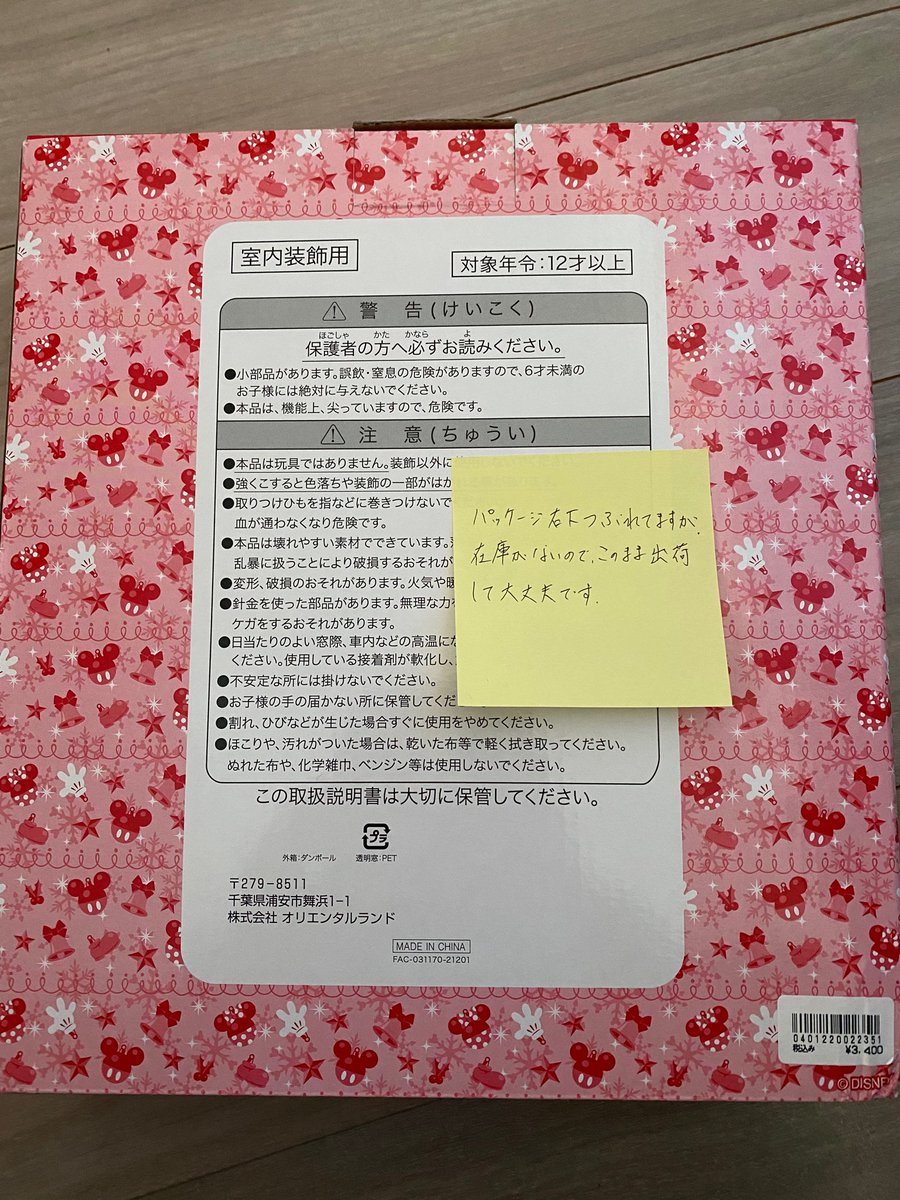 室内装飾用
対象年令:12才以上
⚠ 警 告(けいこく)
保護者の方へ必ずお読みください。
●小部品があります。誤飲・窒息の危険がありますので、6才未満の
お子様には絶対に与えないでください。
●本品は、機能上、尖っていますので、危険です。
⚠ 注 意(ちゅうい)
●本品は玩具ではありません。装飾以外に
●強くこすると色落ちや装飾の一部がはが
●取りつけひもを指などに巻きつけないで
血が通わなくなり危険です。
●本品は壊れやすい素材でできています。
乱暴に扱うことにより破損するおそれが
●変形、破損のおそれがあります。火気や暖
●針金を使った部品があります。無理な力を
ケガをするおそれがあります。
●日当たりのよい窓際、車内などの高温にな
ください。使用している接着剤が軟化し、
●不安定な所には掛けないでください。
●お子様の手の届かない所に保管してくだ
●割れ、ひびなどが生じた場合すぐに使用をやめてください。
●ほこりや、汚れがついた場合は、乾いた布等で軽く拭き取ってください。
ぬれた布や、化学雑巾、ベンジン等は使用しないでください。
パッケージ右下つぶれてますが、
在庫がないので、このまま出荷
して大丈夫です.
この取扱説明書は大切に保管してください。
プラ
外箱:ダンボール 透明窓:PET
〒279-8511
千葉県浦安市舞浜1-1
株式会社 オリエンタルランド
MADE IN CHINA
FAC-031170-21201
0401220022351
税込み ¥3,400
©DISNE